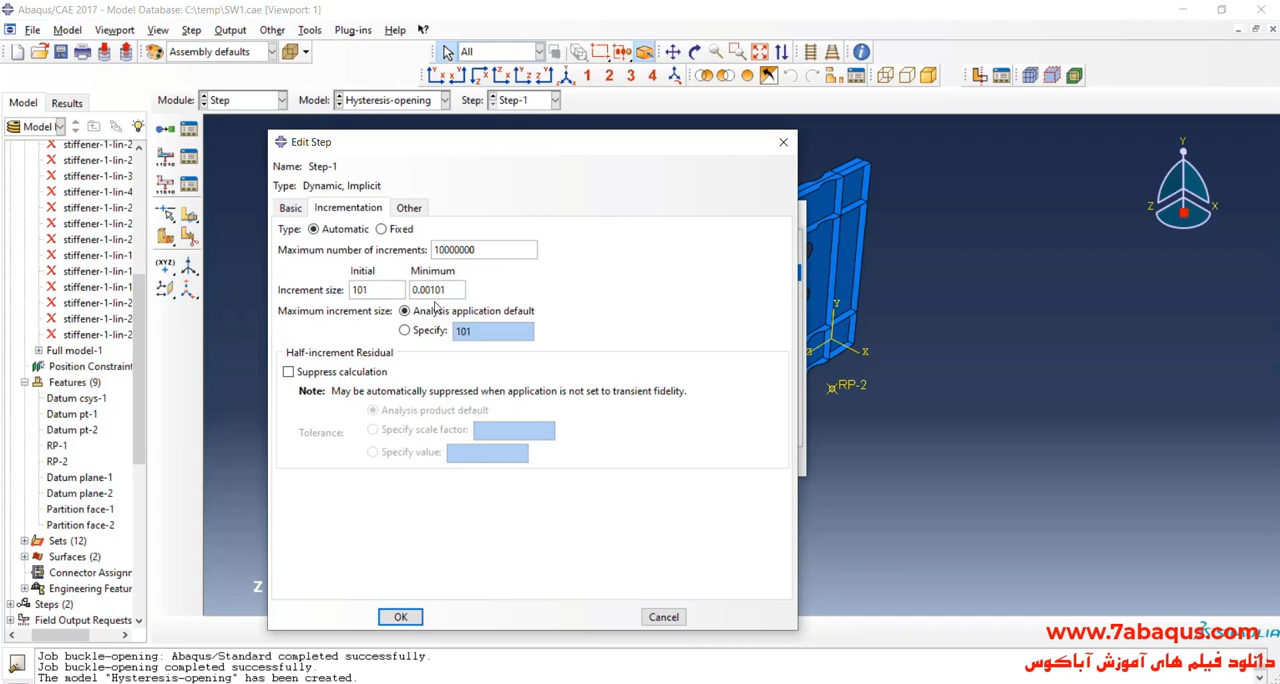 Abaqus/CAE 2017 - Model Database: C:\temp\SW1.cae [Viewport: 1]
File Model Viewport View Step Output Other Tools Plug-ins Help
Assembly defaults
All
1 2 3 4
Model Results
Module: Step Model: Hysteresis-opening Step: Step-1
Model
stiffener-1-lin-2
stiffener-1-lin-2
stiffener-1-lin-3
stiffener-1-lin-4
stiffener-1-lin-2
stiffener-1-lin-2
stiffener-1-lin-2
stiffener-1-lin-1
stiffener-1-lin-1
stiffener-1-lin-2
stiffener-1-lin-2
stiffener-1-lin-2
stiffener-1-lin-2
Full model-1
Position Constraint
Features (9)
Datum csys-1
Datum pt-1
Datum pt-2
RP-1
RP-2
Datum plane-1
Datum plane-2
Partition face-1
Partition face-2
Sets (12)
Surfaces (2)
Connector Assignm
Engineering Featur
Steps (2)
Field Output Requests
(XYZ)
Edit Step
Name: Step-1
Type: Dynamic, Implicit
Basic Incrementation Other
Type: Automatic Fixed
Maximum number of increments: 10000000
Initial Minimum
Increment size: 101 0.00101
Maximum increment size: Analysis application default
Specify: 101
Half-increment Residual
Suppress calculation
Note: May be automatically suppressed when application is not set to transient fidelity.
Analysis product default
Tolerance: Specify scale factor:
Specify value:
OK Cancel
Y
Z X
Y
X
RP-2
Z
www.7abaqus.com
دانلود فیلم های آموزش آباکوس
Job buckle-opening: Abaqus/Standard completed successfully.
Job buckle-opening completed successfully.
The model "Hysteresis-opening" has been created.